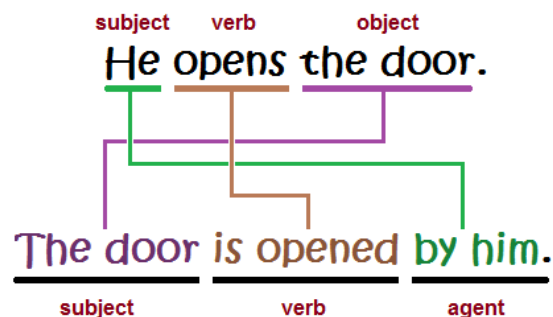 subject verb object
He opens the door.
The door is opened by him.
subject verb agent